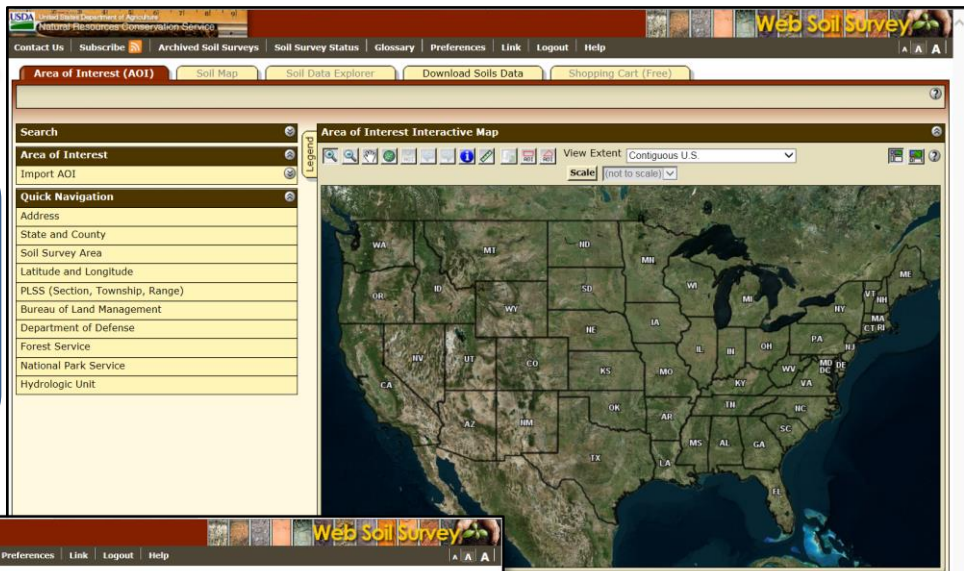 USDA United States Department of Agriculture
Natural Resources Conservation Service
Web Soil Survey
Contact Us | Subscribe | Archived Soil Surveys | Soil Survey Status | Glossary | Preferences | Link | Logout | Help
A A A
Area of Interest (AOI)
Soil Map
Soil Data Explorer
Download Soils Data
Shopping Cart (Free)
Search
Area of Interest
Import AOI
Quick Navigation
Address
State and County
Soil Survey Area
Latitude and Longitude
PLSS (Section, Township, Range)
Bureau of Land Management
Department of Defense
Forest Service
National Park Service
Hydrologic Unit
Legend
Area of Interest Interactive Map
View Extent Contiguous U.S.
Scale (not to scale)
WA MT ND MN ME
OR ID SD WI MI NY VT NH
WY MA
CT RI
NE IA PA NJ
NV UT CO IL IN OH MD DE
DC
CA KS MO WV VA
KY
AZ NM OK AR TN NC
SC
TX MS AL GA
LA
FL
Web Soil Survey
Preferences | Link | Logout | Help
A A A